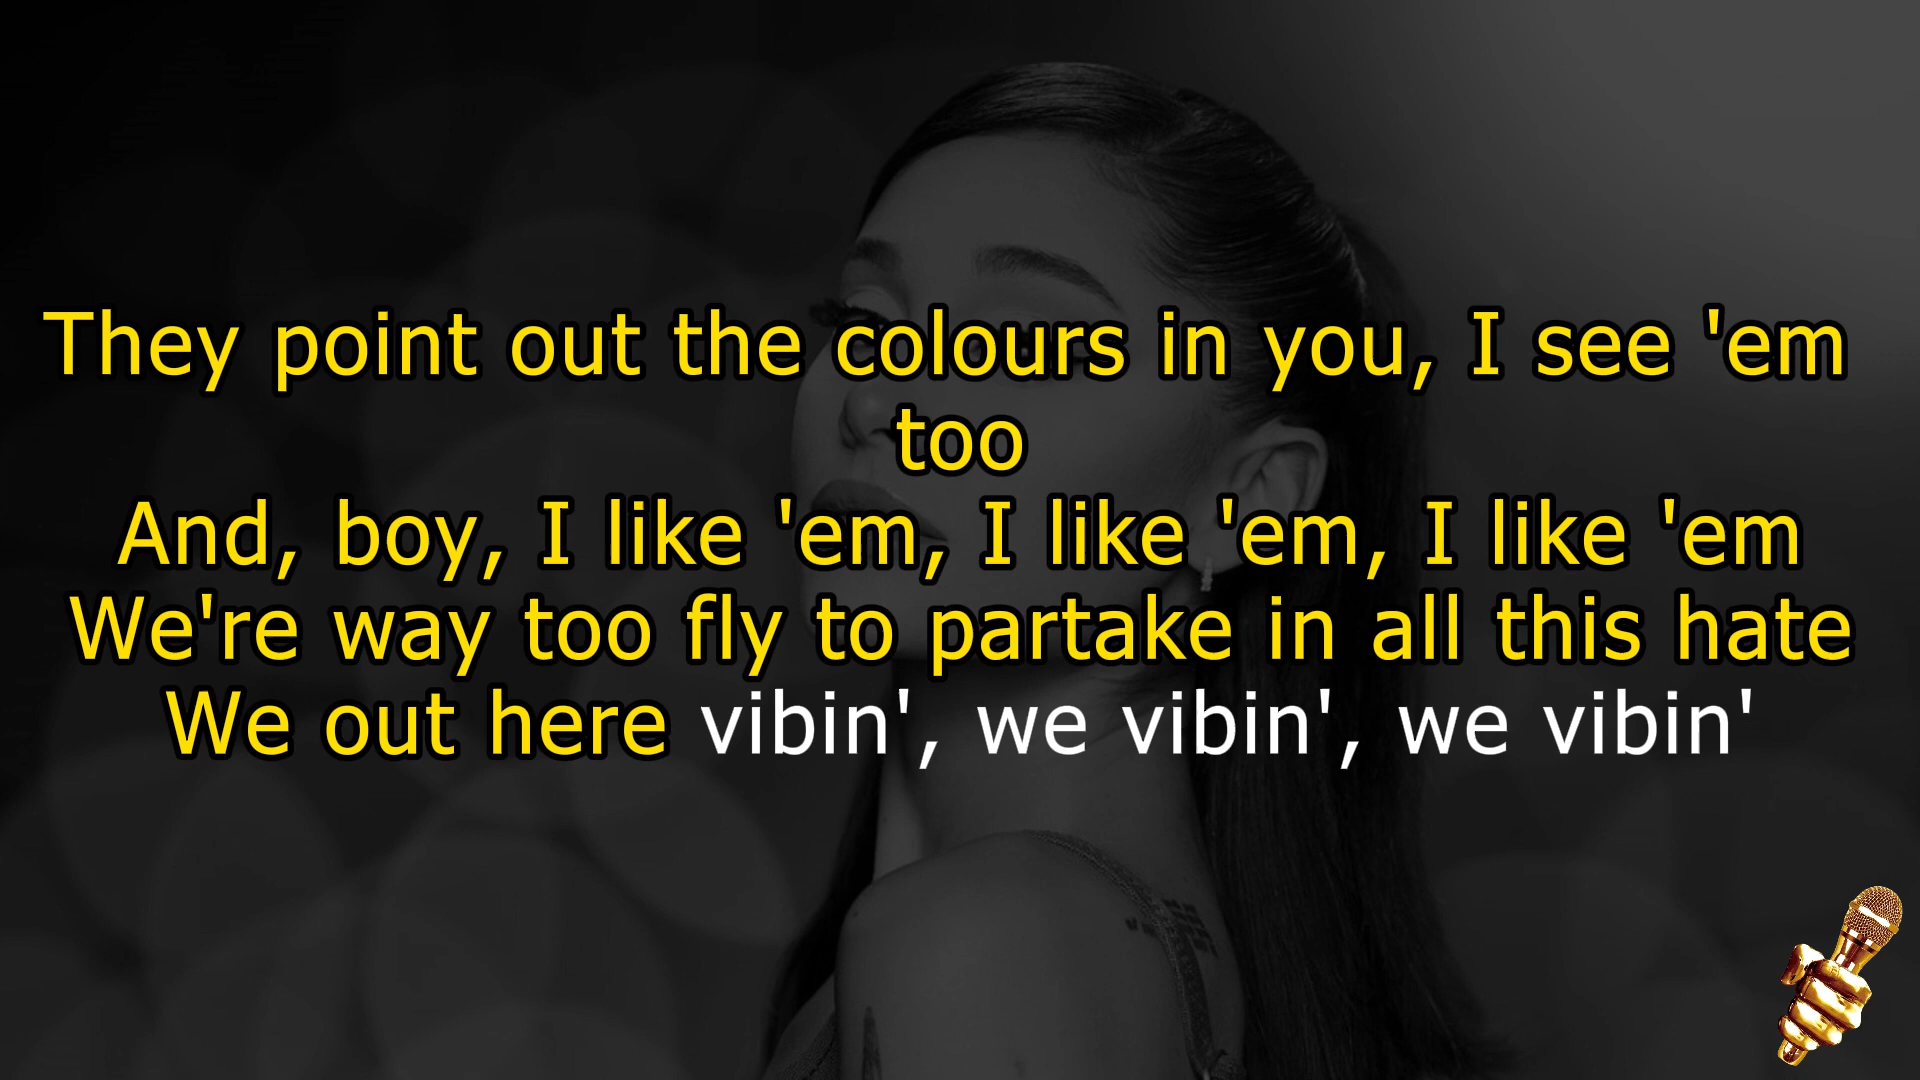 They point out the colours in you, I see 'em
too
And, boy, I like 'em, I like 'em, I like 'em
We're way too fly to partake in all this hate
We out here vibin', we vibin', we vibin'